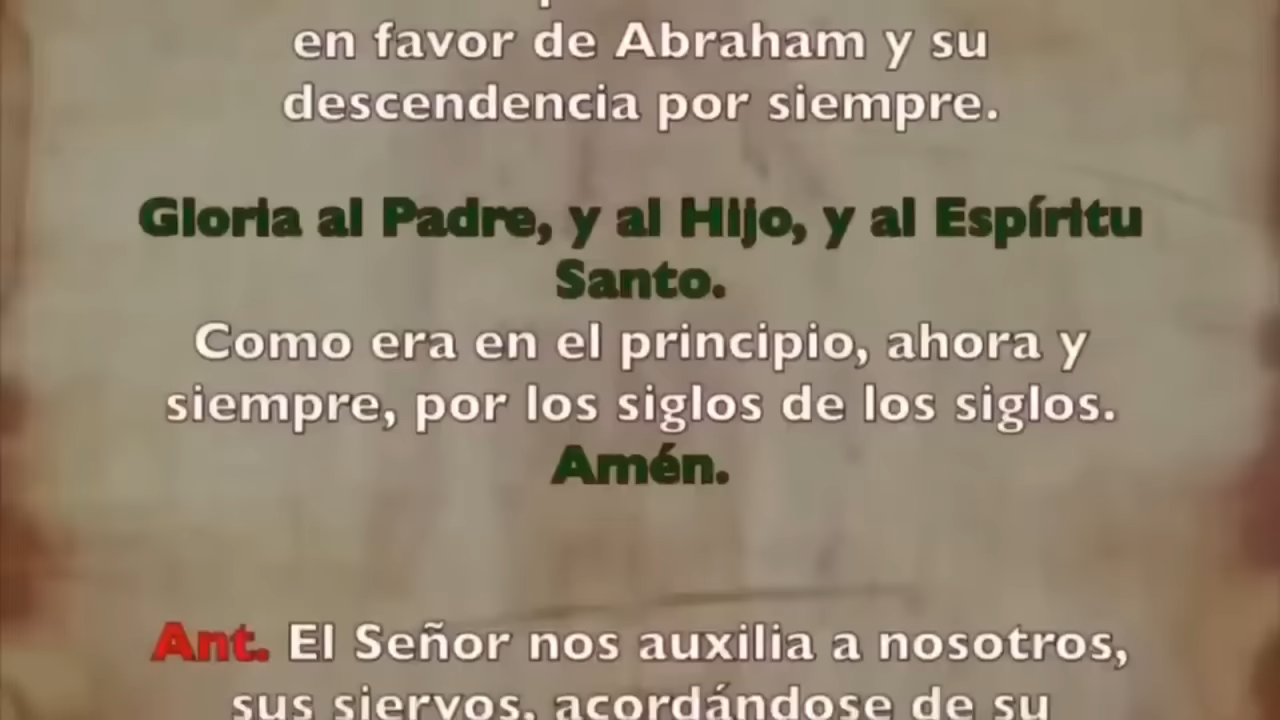 en favor de Abraham y su
descendencia por siempre.
Gloria al Padre, y al Hijo, y al Espíritu
Santo.
Como era en el principio, ahora y
siempre, por los siglos de los siglos.
Amén.
Ant. El Señor nos auxilia a nosotros,
sus siervos, acordándose de su